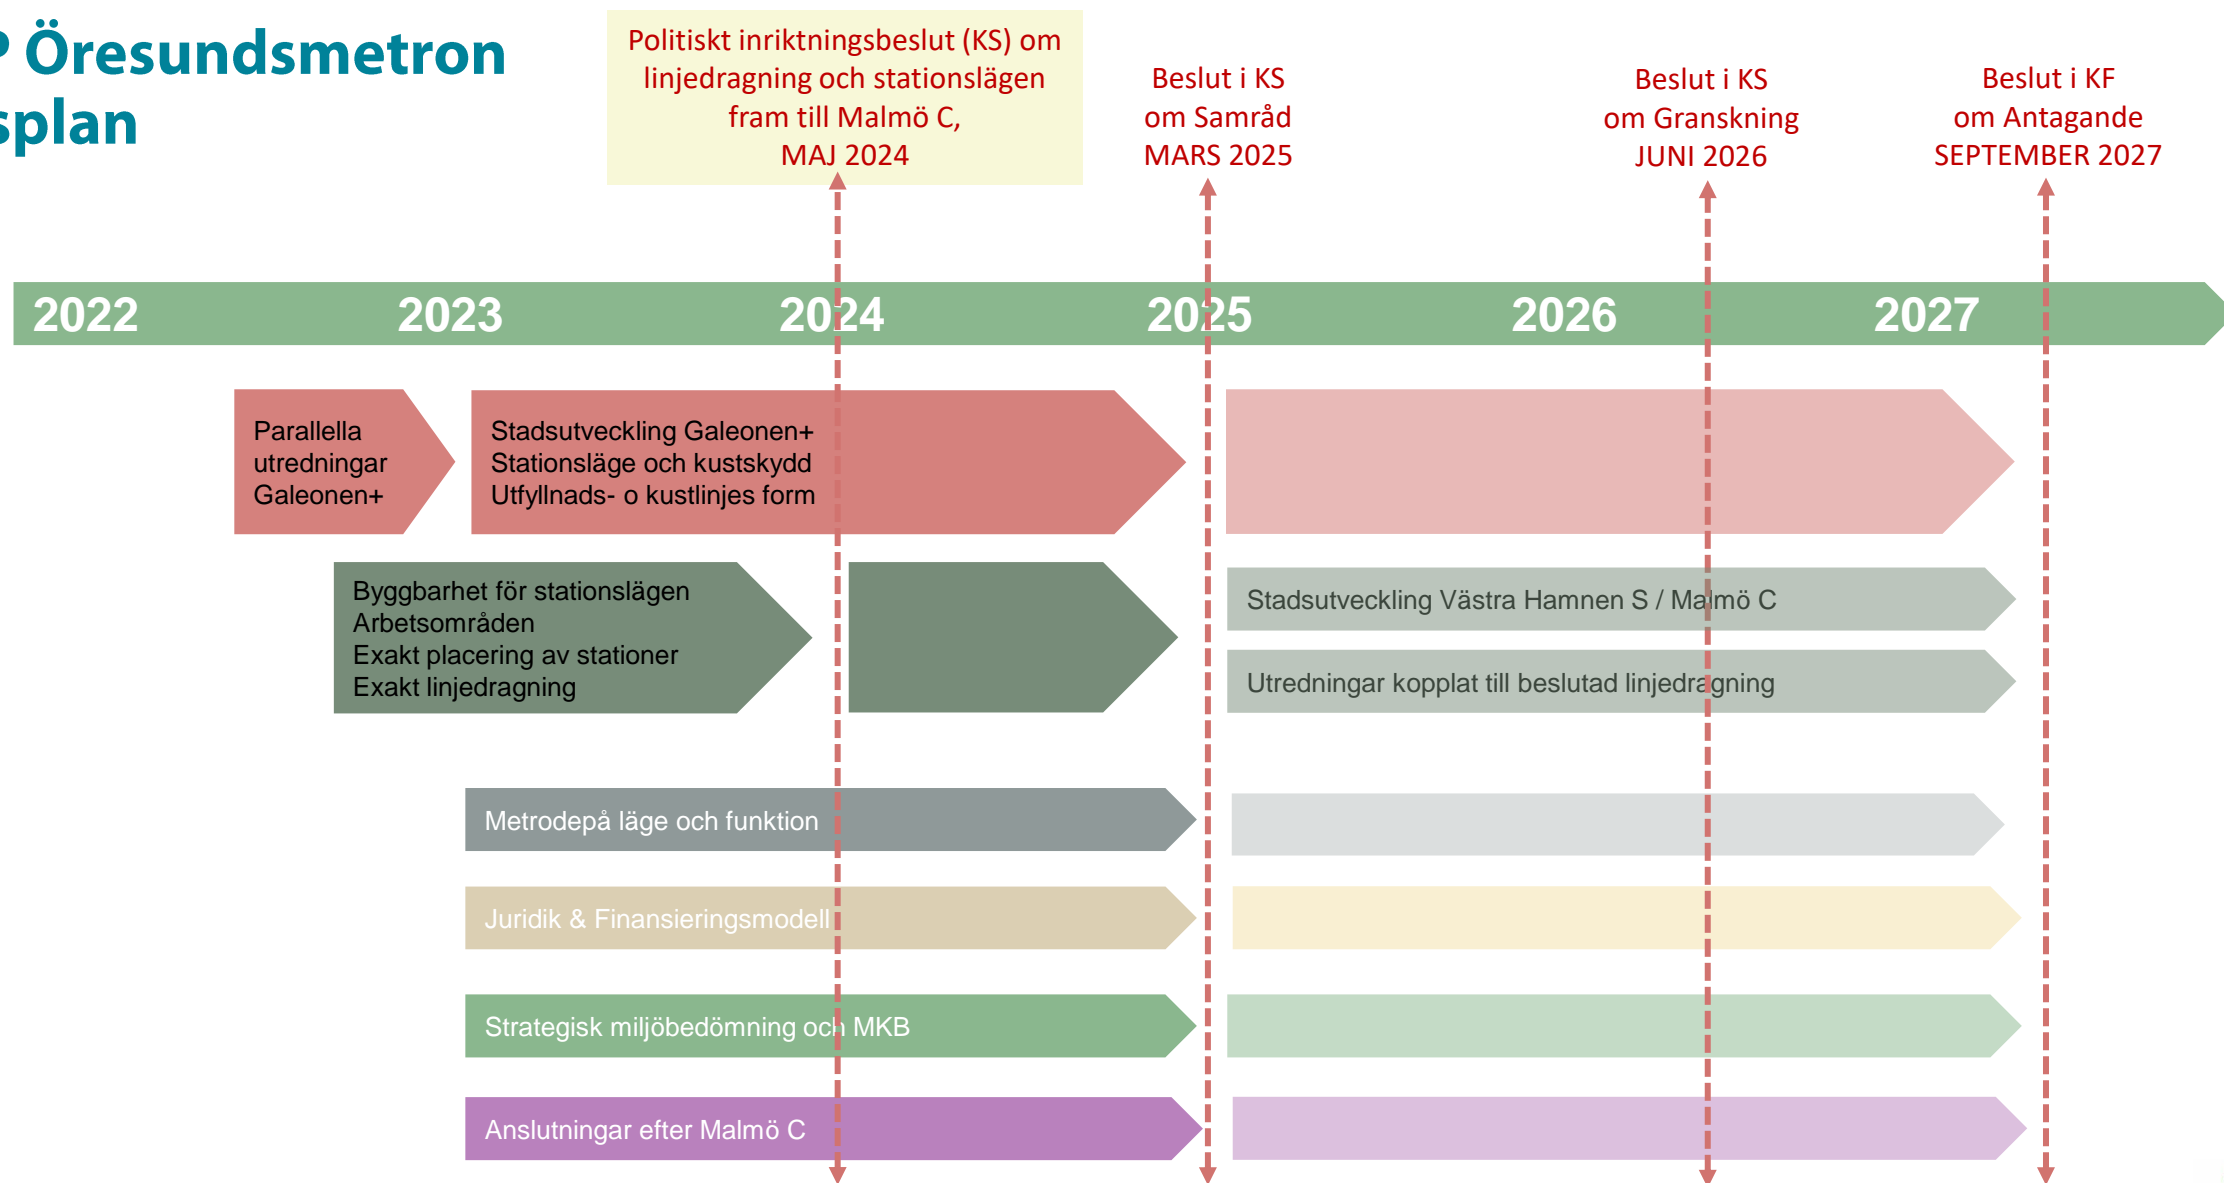 P Öresundsmetron
splan
Politiskt inriktningsbeslut (KS) om
linjedragning och stationslägen
fram till Malmö C,
MAJ 2024
Beslut i KS
om Samråd
MARS 2025
Beslut i KS
om Granskning
JUNI 2026
Beslut i KF
om Antagande
SEPTEMBER 2027
2022
2023
2024
2025
2026
2027
Parallella
utredningar
Galeonen+
Stadsutveckling Galeonen+
Stationsläge och kustskydd
Utfyllnads- o kustlinjes form
Byggbarhet för stationslägen
Arbetsområden
Exakt placering av stationer
Exakt linjedragning
Stadsutveckling Västra Hamnen S / Malmö C
Utredningar kopplat till beslutad linjedragning
Metrodepå läge och funktion
Juridik & Finansieringsmodell
Strategisk miljöbedömning och MKB
Anslutningar efter Malmö C